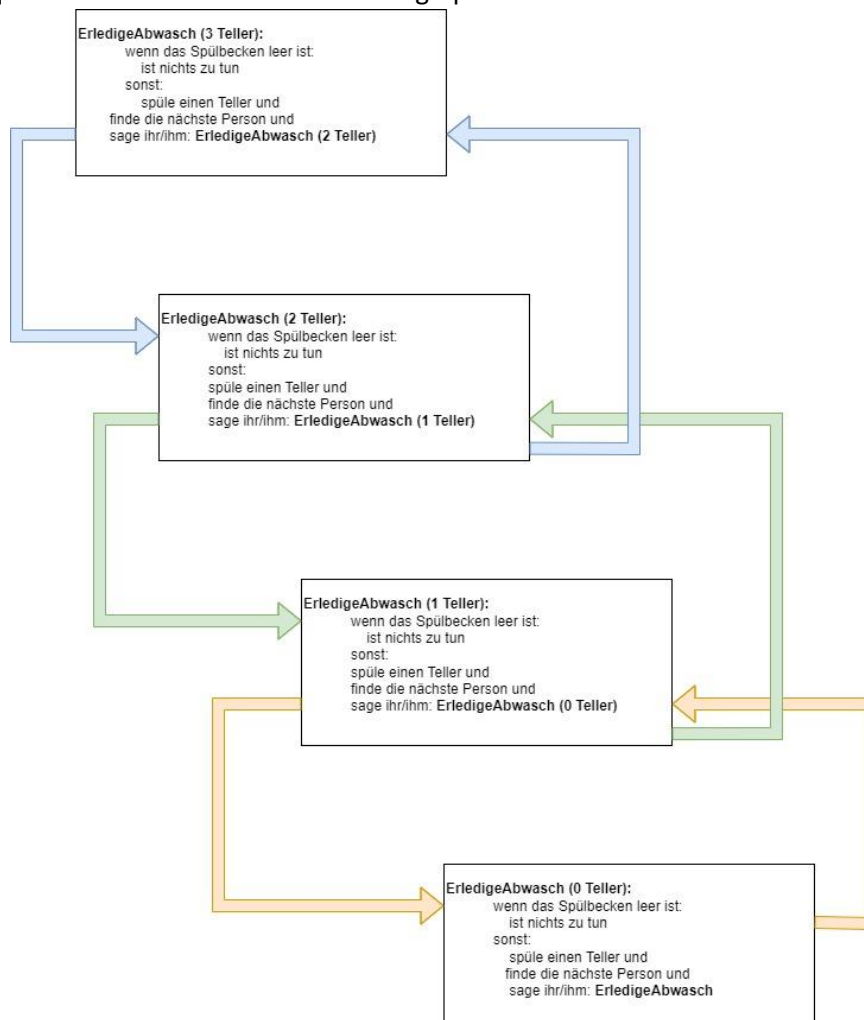 ErledigeAbwasch (3 Teller):
wenn das Spülbecken leer ist:
ist nichts zu tun
sonst:
spüle einen Teller und
finde die nächste Person und
sage ihr/ihm: ErledigeAbwasch (2 Teller)
ErledigeAbwasch (2 Teller):
wenn das Spülbecken leer ist:
ist nichts zu tun
sonst:
spüle einen Teller und
finde die nächste Person und
sage ihr/ihm: ErledigeAbwasch (1 Teller)
ErledigeAbwasch (1 Teller):
wenn das Spülbecken leer ist:
ist nichts zu tun
sonst:
spüle einen Teller und
finde die nächste Person und
sage ihr/ihm: ErledigeAbwasch (0 Teller)
ErledigeAbwasch (0 Teller):
wenn das Spülbecken leer ist:
ist nichts zu tun
sonst:
spüle einen Teller und
finde die nächste Person und
sage ihr/ihm: ErledigeAbwasch